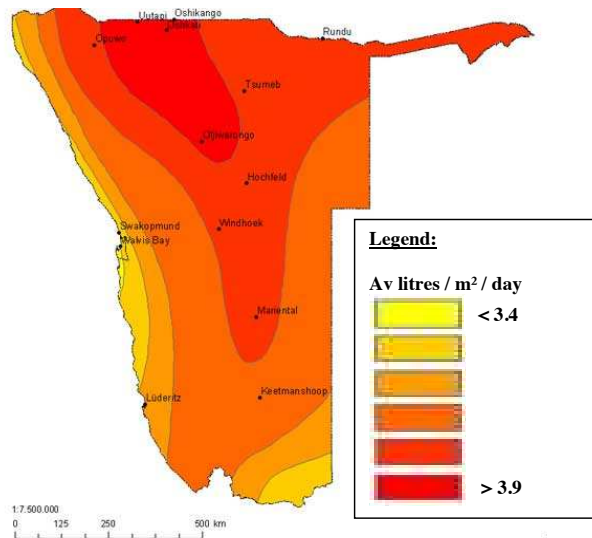 Uutapi Oshikango
Opuwo
Rundu
Tsumeb
Otjiwarongo
Hochfeld
Swakopmund
Windhoek
Walvis Bay
Legend:
Av litres / m² / day
< 3.4
Mariental
Keetmanshoop
Lüderitz
> 3.9
1:7.500.000
0 125 250 500 km